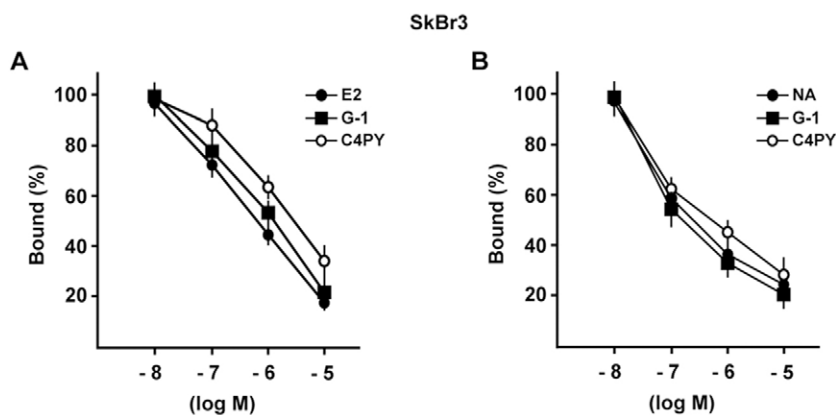 SkBr3
A
B
Bound (%)
100
80
60
40
20
E2
G-1
C4PY
- 8
- 7
- 6
- 5
(log M)
Bound (%)
100
80
60
40
20
NA
G-1
C4PY
- 8
- 7
- 6
- 5
(log M)